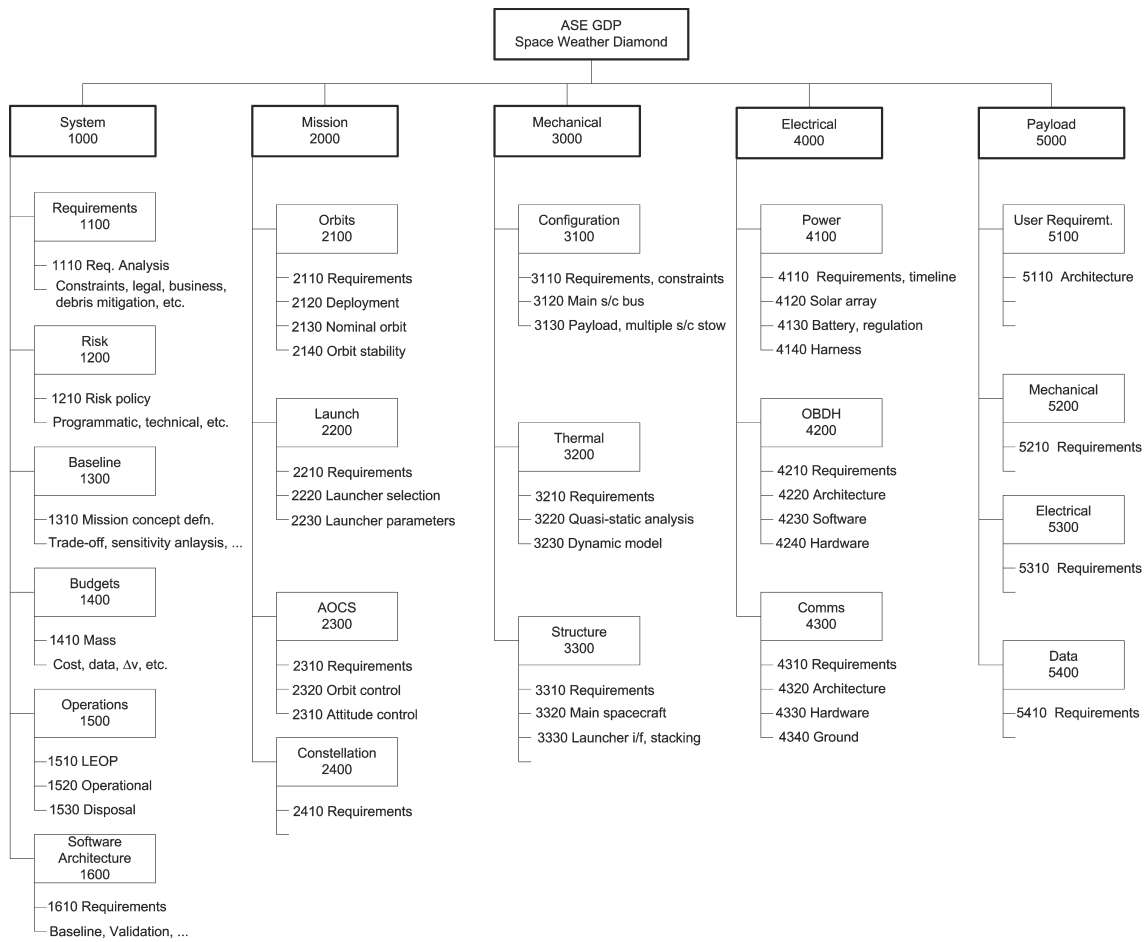 ASE GDP
Space Weather Diamond
System
1000
Requirements
1100
1110 Req. Analysis
Constraints, legal, business,
debris mitigation, etc.
Risk
1200
1210 Risk policy
Programmatic, technical, etc.
Baseline
1300
1310 Mission concept defn.
Trade-off, sensitivity anlaysis, ...
Budgets
1400
1410 Mass
Cost, data, Δv, etc.
Operations
1500
1510 LEOP
1520 Operational
1530 Disposal
Software
Architecture
1600
1610 Requirements
Baseline, Validation, ...
Mission
2000
Orbits
2100
2110 Requirements
2120 Deployment
2130 Nominal orbit
2140 Orbit stability
Launch
2200
2210 Requirements
2220 Launcher selection
2230 Launcher parameters
AOCS
2300
2310 Requirements
2320 Orbit control
2310 Attitude control
Constellation
2400
2410 Requirements
Mechanical
3000
Configuration
3100
3110 Requirements, constraints
3120 Main s/c bus
3130 Payload, multiple s/c stow
Thermal
3200
3210 Requirements
3220 Quasi-static analysis
3230 Dynamic model
Structure
3300
3310 Requirements
3320 Main spacecraft
3330 Launcher i/f, stacking
Electrical
4000
Power
4100
4110 Requirements, timeline
4120 Solar array
4130 Battery, regulation
4140 Harness
OBDH
4200
4210 Requirements
4220 Architecture
4230 Software
4240 Hardware
Comms
4300
4310 Requirements
4320 Architecture
4330 Hardware
4340 Ground
Payload
5000
User Requiremt.
5100
5110 Architecture
Mechanical
5200
5210 Requirements
Electrical
5300
5310 Requirements
Data
5400
5410 Requirements